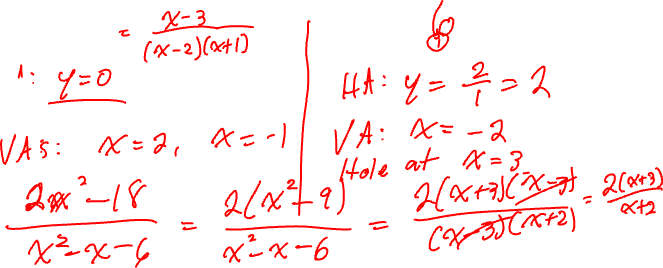 = \frac{x-3}{(x-2)(x+1)}
: y=0
VAs: x=2, x=-1
HA: y = \frac{2}{1} = 2
VA: x=-2
Hole at x=3
\frac{2x^2-18}{x^2-x-6} = \frac{2(x^2-9)}{x^2-x-6} = \frac{2(x+3)(x-3)}{(x-3)(x+2)} = \frac{2(x+3)}{x+2}